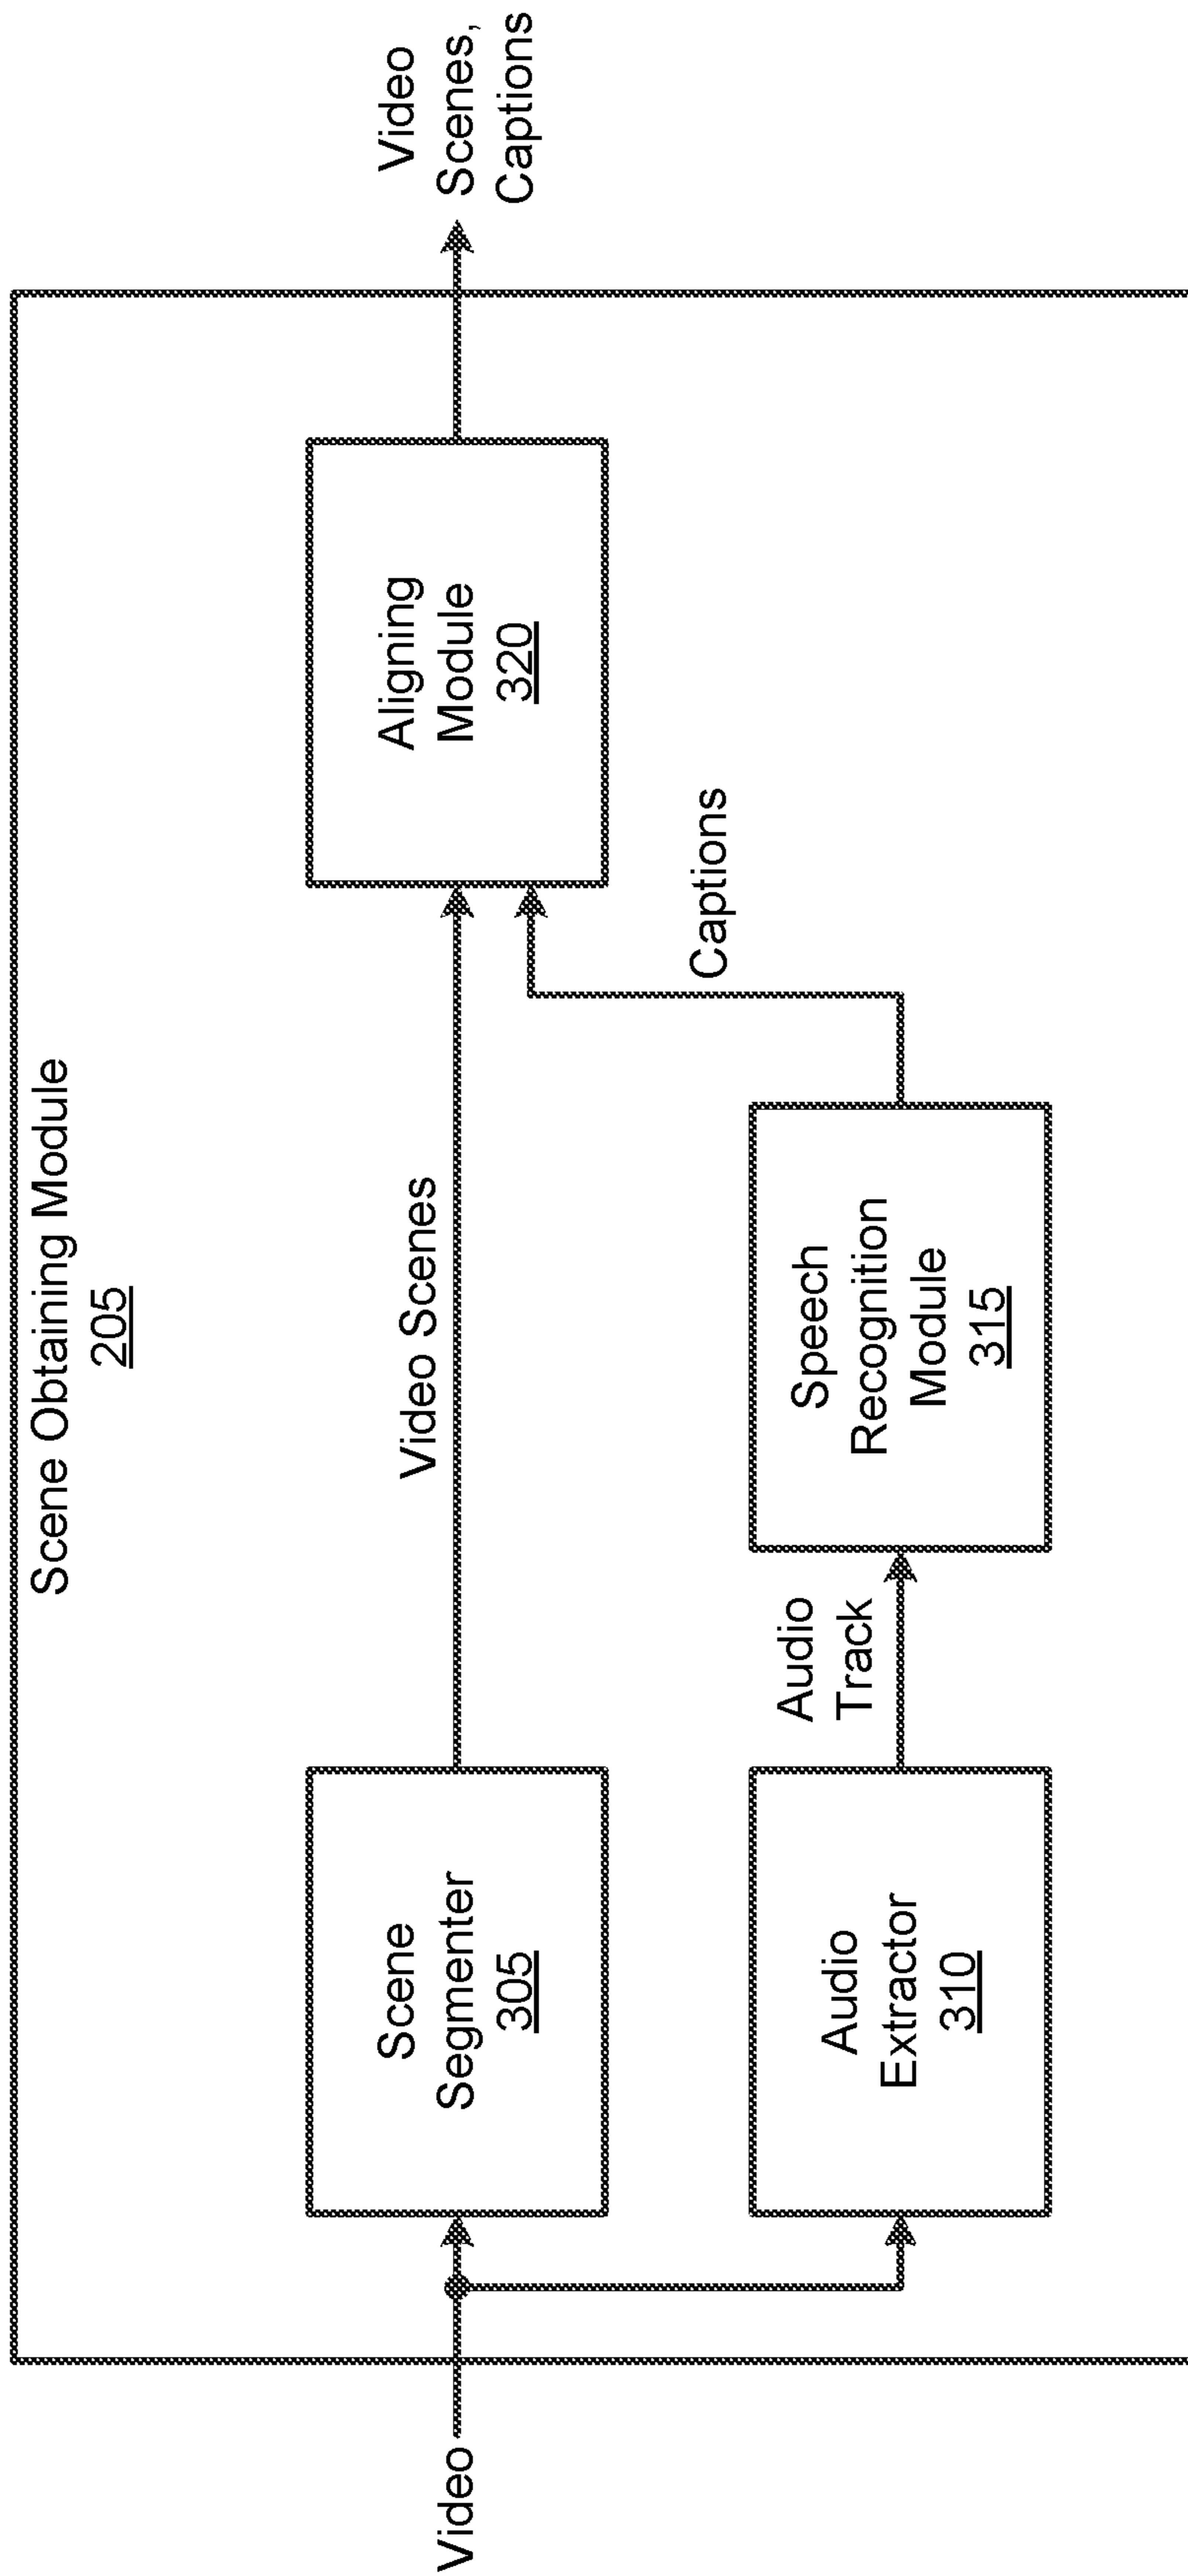 Scene Obtaining Module
205
Video
Scene
Segmenter
305
Video Scenes
Aligning
Module
320
Video
Scenes,
Captions
Audio
Extractor
310
Audio
Track
Speech
Recognition
Module
315
Captions